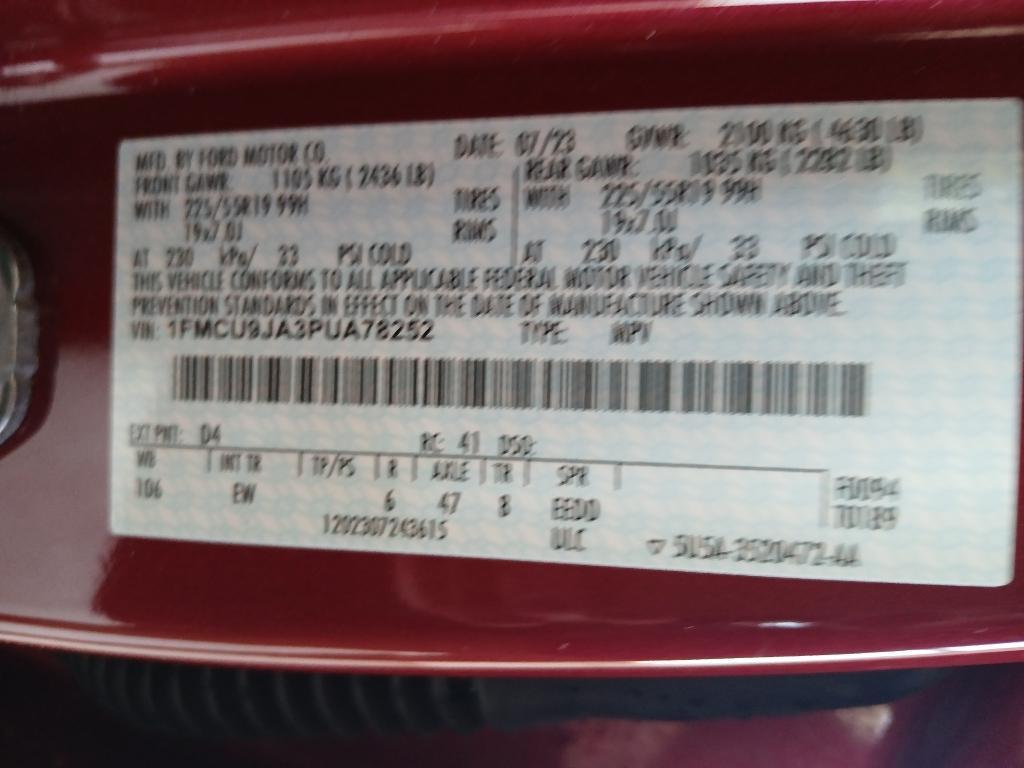 MFD. BY FORD MOTOR CO. DATE: 07/23 GVWR: 2100 KG ( 4630 LB)
FRONT GAWR: 1105 KG ( 2436 LB) REAR GAWR: 1035 KG ( 2282 LB)
WITH 225/55R19 99H TIRES WITH 225/55R19 99H TIRES
19x7.0J RIMS 19x7.0J RIMS
AT 230 kPa/ 33 PSI COLD AT 230 kPa/ 33 PSI COLD
THIS VEHICLE CONFORMS TO ALL APPLICABLE FEDERAL MOTOR VEHICLE SAFETY AND THEFT
PREVENTION STANDARDS IN EFFECT ON THE DATE OF MANUFACTURE SHOWN ABOVE.
VIN: 1FMCU9JA3PUA78252 TYPE: MPV
EXT PNT: D4 RC: 41 DSO:
WB INT TR TP/PS R AXLE TR SPR
106 EW 6 47 8 EEDD
1202307243615 ULC